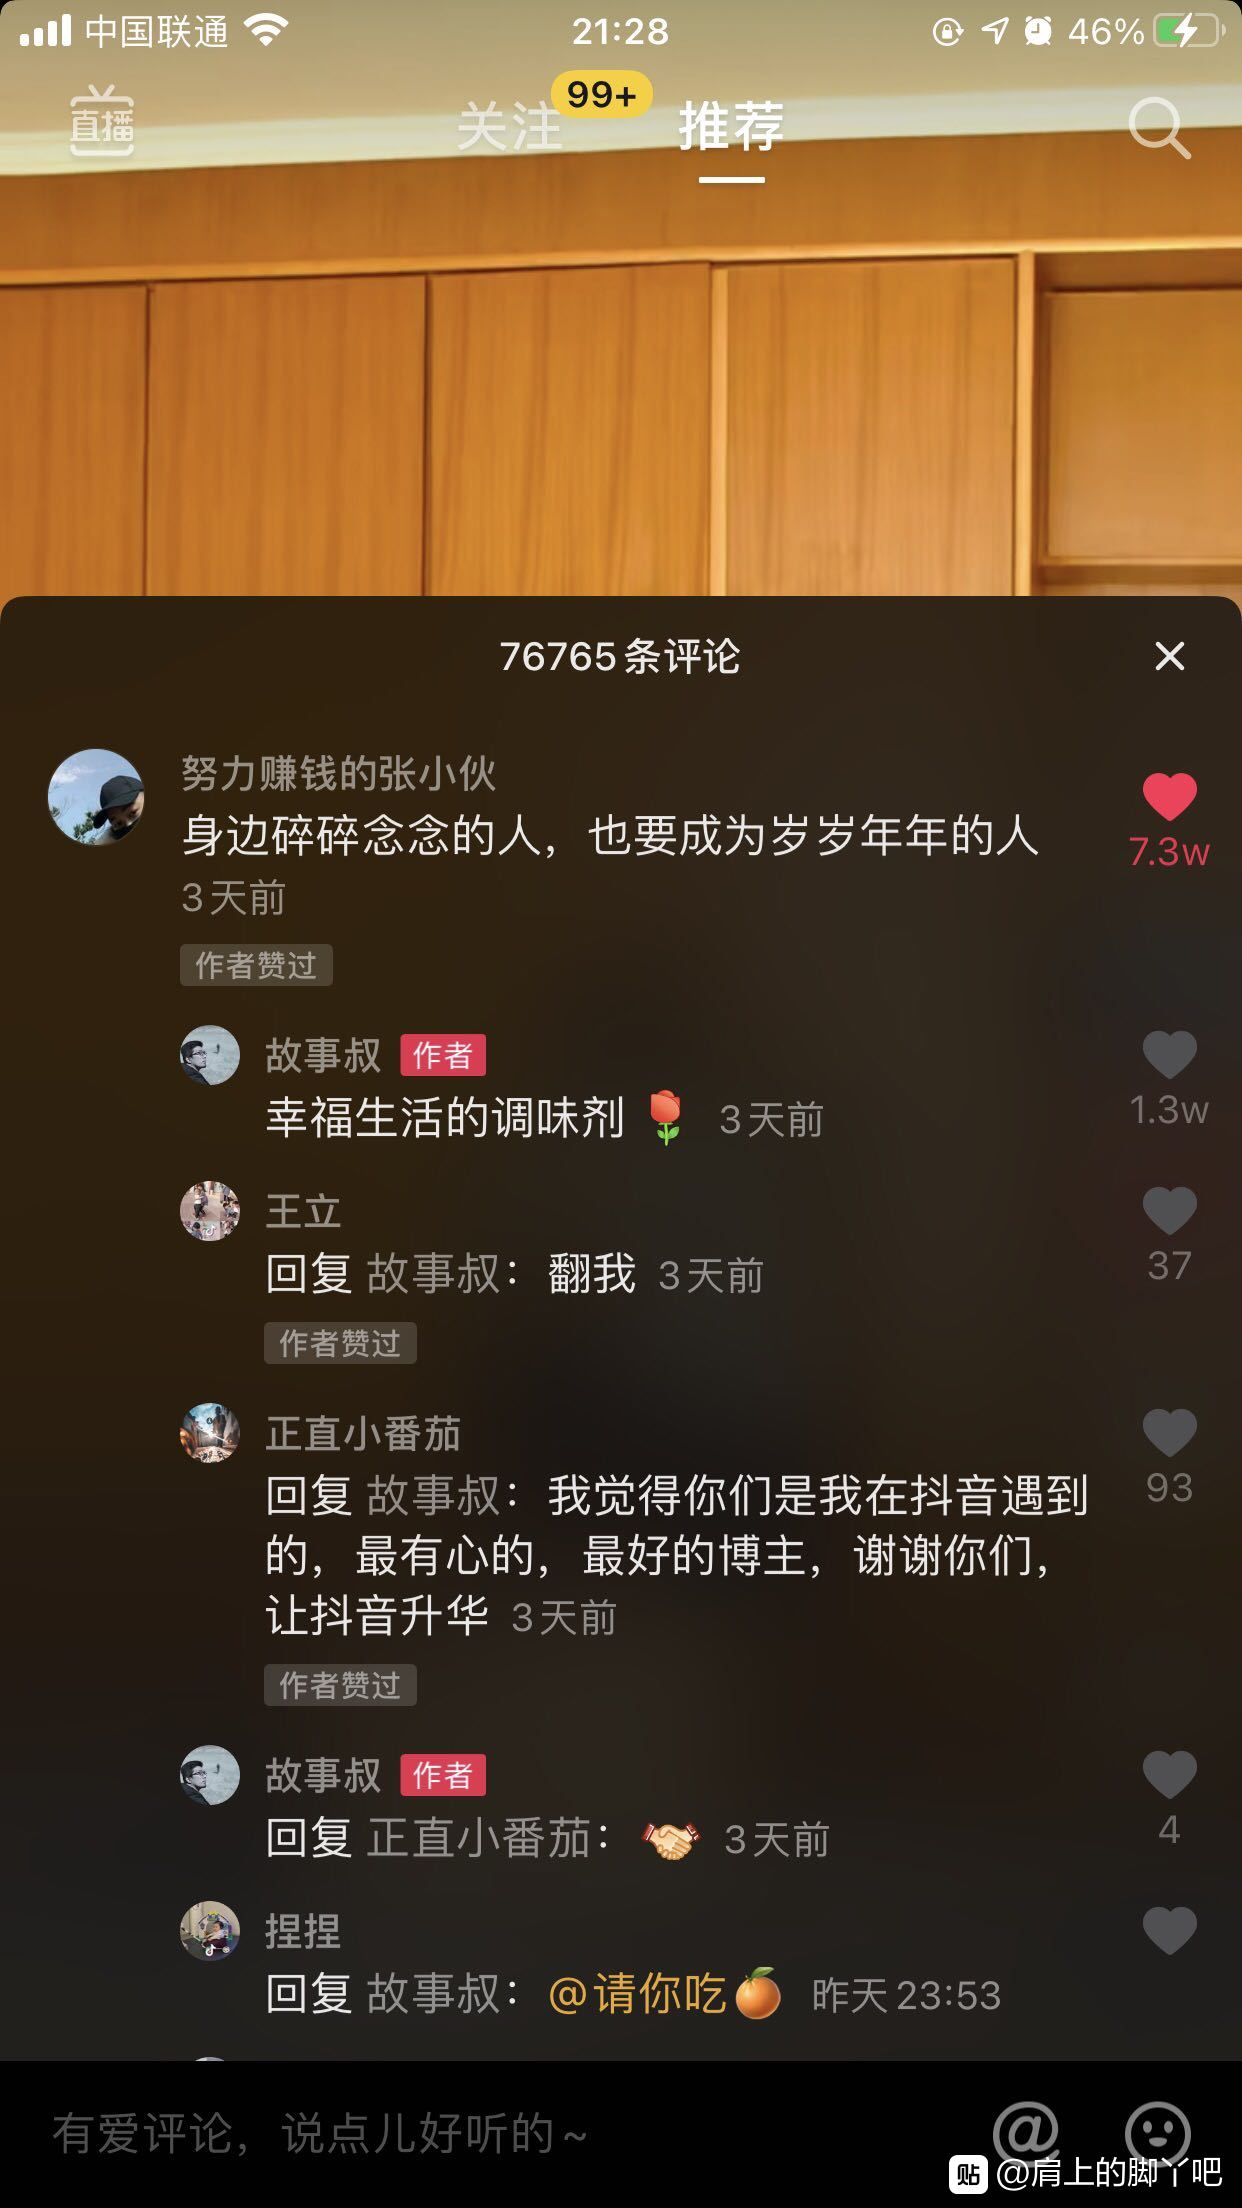 中国联通 21:28 46%
直播 关注 99+ 推荐
76765条评论
努力赚钱的张小伙
身边碎碎念念的人，也要成为岁岁年年的人
7.3w
3天前
作者赞过
故事叔 作者
幸福生活的调味剂🌹 3天前
1.3w
王立
回复 故事叔：翻我 3天前
37
作者赞过
正直小番茄
回复 故事叔：我觉得你们是我在抖音遇到
93
的，最有心的，最好的博主，谢谢你们，
让抖音升华 3天前
作者赞过
故事叔 作者
回复 正直小番茄：🤝 3天前
4
捏捏
回复 故事叔：@请你吃🍊 昨天23:53
有爱评论，说点儿好听的~
@
贴 @肩上的脚丫吧